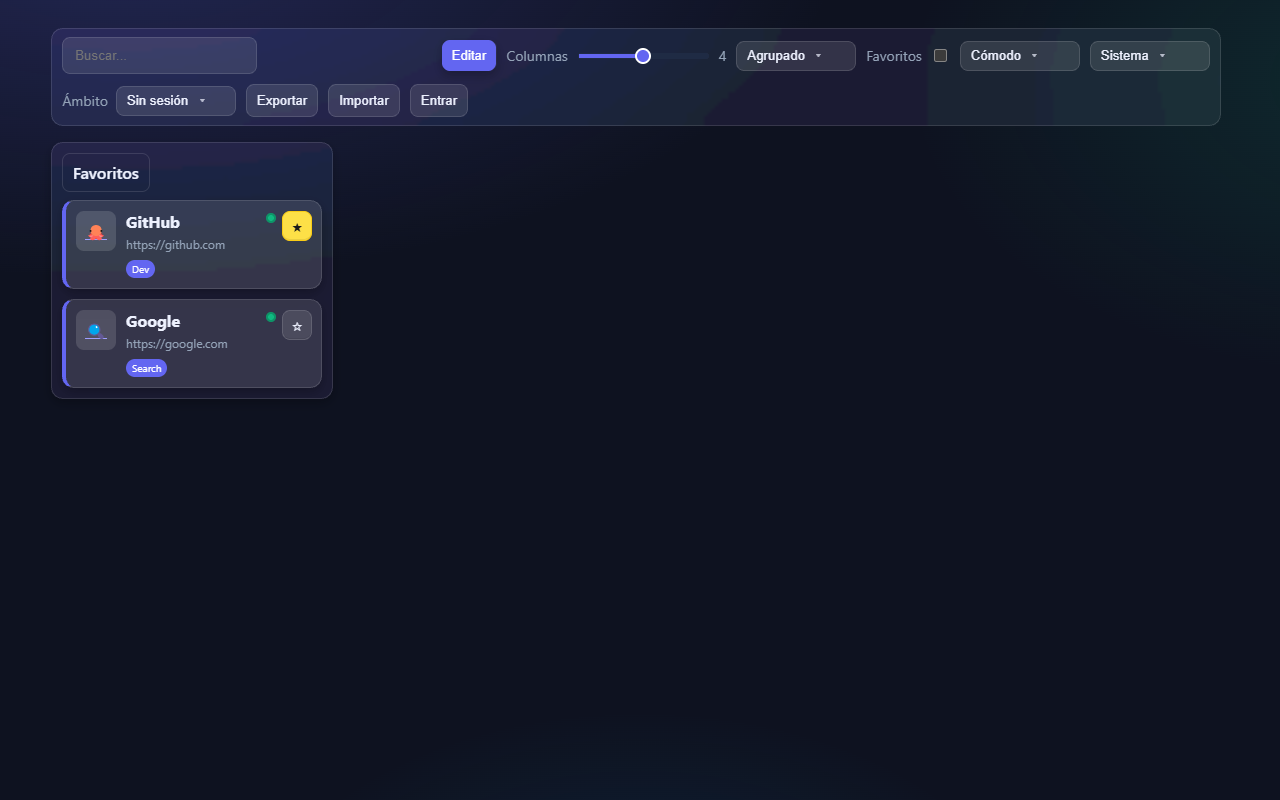 Buscar...
Editar
Columnas
4
Agrupado
Favoritos
Cómodo
Sistema
Ámbito
Sin sesión
Exportar
Importar
Entrar
Favoritos
GitHub
https://github.com
Dev
Google
https://google.com
Search